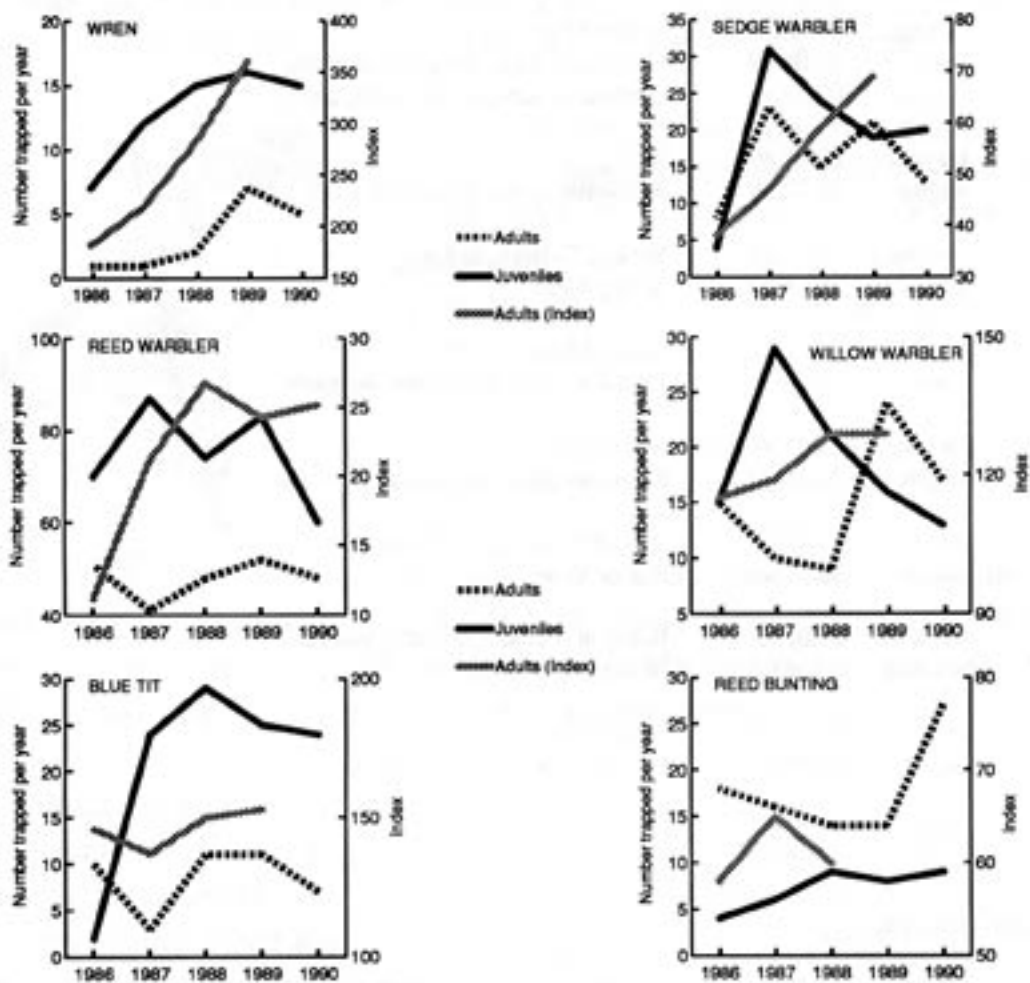 WREN
Number trapped per year
20
15
10
5
0
400
350
300
250
200
150
Index
1986 1987 1988 1989 1990
SEDGE WARBLER
Number trapped per year
35
30
25
20
15
10
5
0
80
70
60
50
40
30
Index
1986 1987 1988 1989 1990
Adults
Juveniles
Adults (Index)
REED WARBLER
Number trapped per year
100
80
60
40
30
25
20
15
10
Index
1986 1987 1988 1989 1990
WILLOW WARBLER
Number trapped per year
30
25
20
15
10
5
150
120
90
Index
1986 1987 1988 1989 1990
Adults
Juveniles
Adults (Index)
BLUE TIT
Number trapped per year
30
25
20
15
10
5
0
200
150
100
Index
1986 1987 1988 1989 1990
REED BUNTING
Number trapped per year
30
25
20
15
10
5
0
80
70
60
50
Index
1986 1987 1988 1989 1990